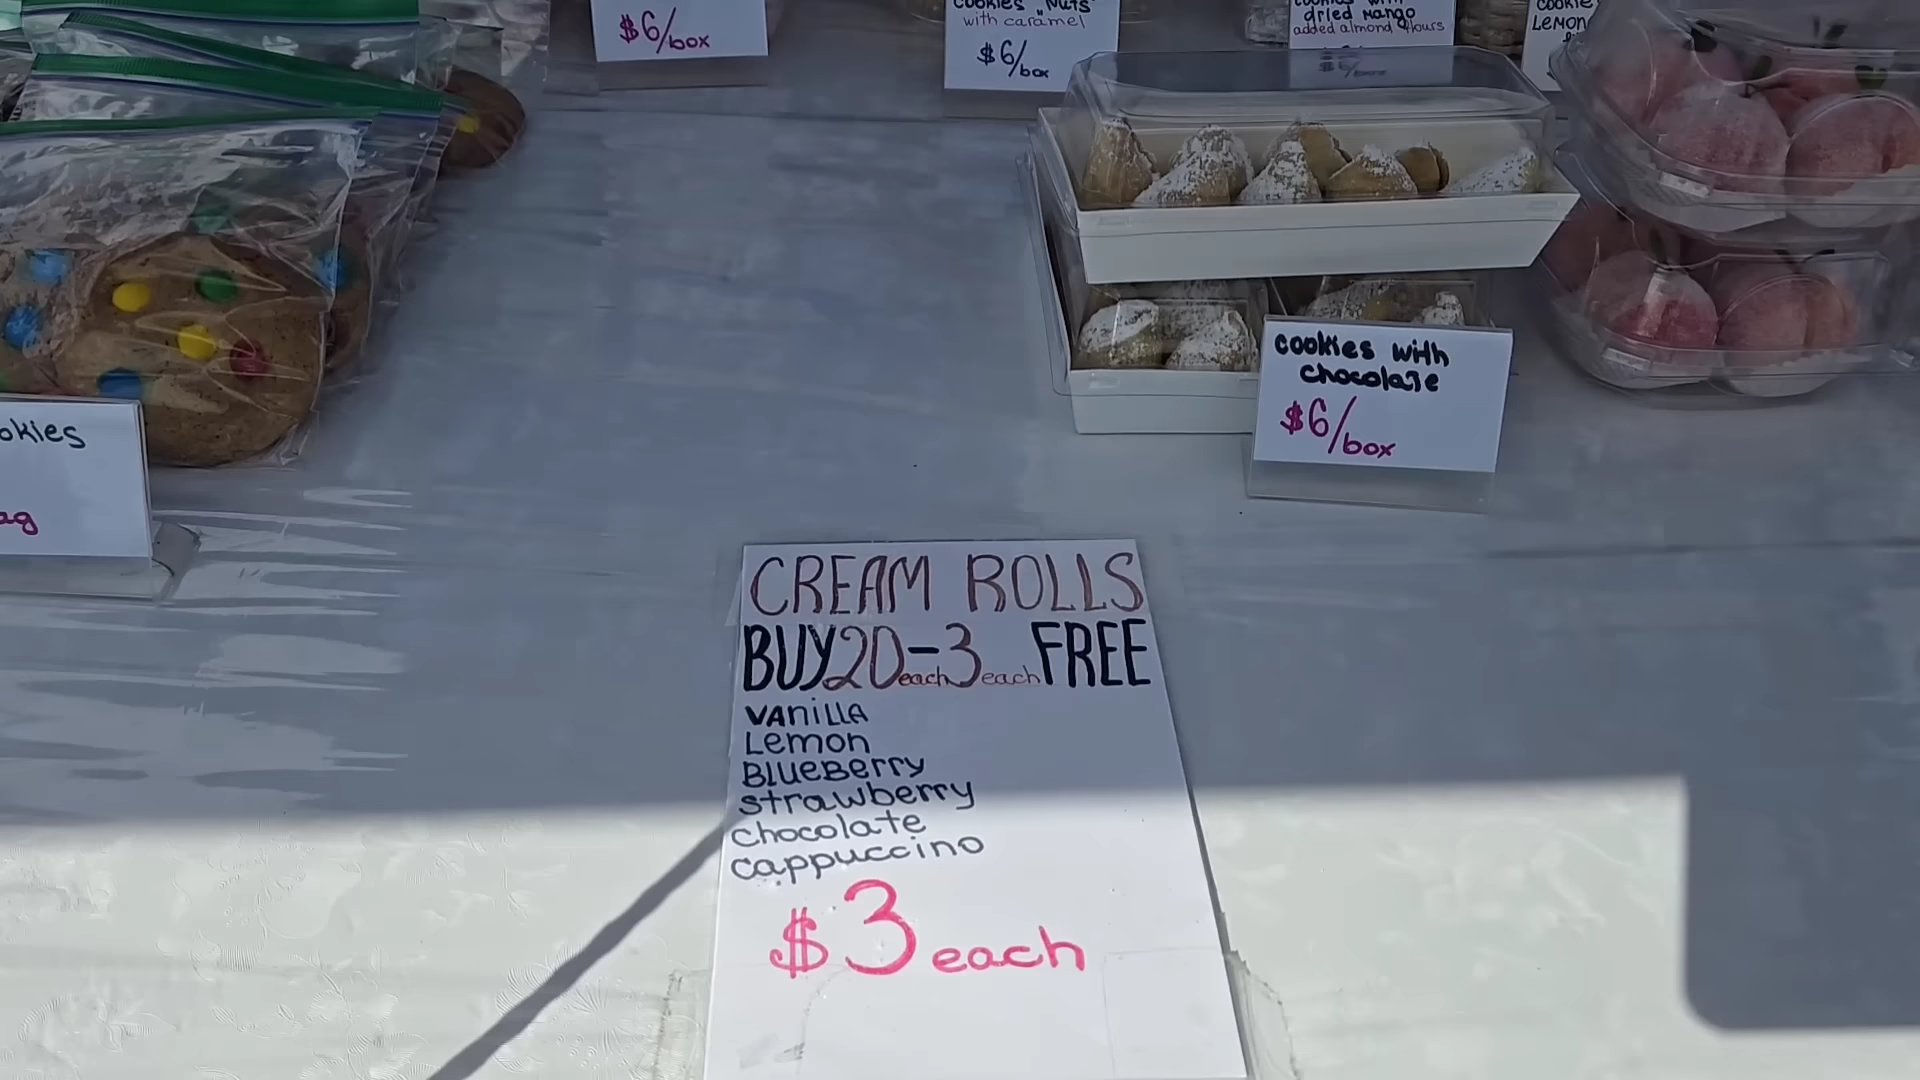 $6/box
cookies "Nuts"
with caramel
$6/box
dried Mango
added almond flours
cookie
LEMON
cookies with
chocolate
$6/box
okies
ag
CREAM ROLLS
BUY 20 each - 3 each FREE
VAniLLA
Lemon
BlueBerry
strawberry
chocolate
cappuccino
$3 each